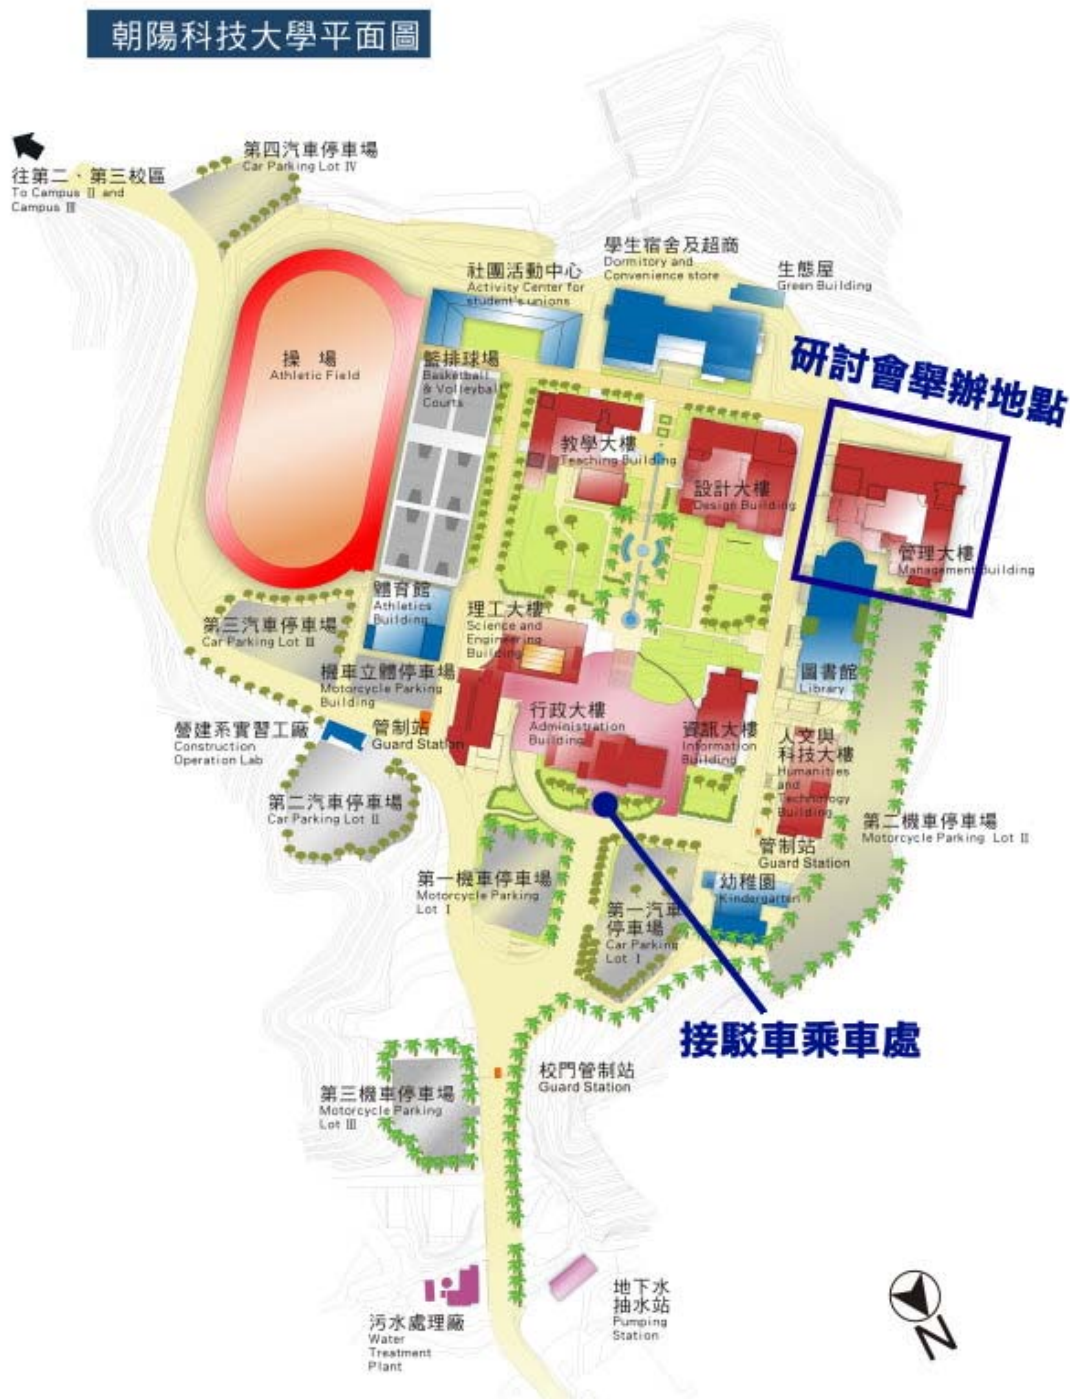 朝陽科技大學平面圖
第四汽車停車場
Car Parking Lot Ⅳ
往第二、第三校區
To Campus Ⅱ and
Campus Ⅲ
學生宿舍及超商
Dormitory and
Convenience store
生態屋
Green Building
社團活動中心
Activity Center for
student's unions
研討會舉辦地點
操 場
Athletic Field
籃排球場
Basketball
& Volleyball
Courts
教學大樓
Teaching Building
設計大樓
Design Building
管理大樓
Management Building
體育館
Athletics
Building
理工大樓
Science and
Engineering
Building
第三汽車停車場
Car Parking Lot Ⅲ
機車立體停車場
Motorcycle Parking
Building
圖書館
Library
行政大樓
Administration
Building
資訊大樓
Information
Building
人文與
科技大樓
Humanities
and
Technology
Building
營建系實習工廠
Construction
Operation Lab
管制站
Guard Station
第二汽車停車場
Car Parking Lot Ⅱ
第二機車停車場
Motorcycle Parking Lot Ⅱ
管制站
Guard Station
第一機車停車場
Motorcycle Parking
Lot Ⅰ
幼稚園
Kindergarten
第一汽車
停車場
Car Parking
Lot Ⅰ
接駁車乘車處
校門管制站
Guard Station
第三機車停車場
Motorcycle Parking
Lot Ⅲ
地下水
抽水站
Pumping
Station
污水處理廠
Water
Treatment
Plant
N